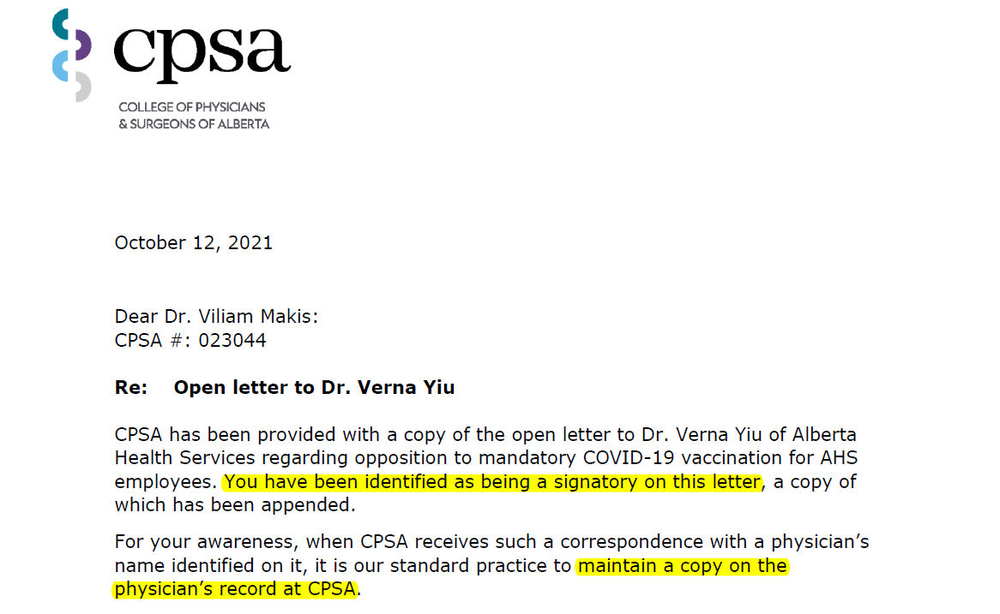 cpsa
COLLEGE OF PHYSICIANS
& SURGEONS OF ALBERTA
October 12, 2021
Dear Dr. Viliam Makis:
CPSA #: 023044
Re: Open letter to Dr. Verna Yiu
CPSA has been provided with a copy of the open letter to Dr. Verna Yiu of Alberta
Health Services regarding opposition to mandatory COVID-19 vaccination for AHS
employees. You have been identified as being a signatory on this letter, a copy of
which has been appended.
For your awareness, when CPSA receives such a correspondence with a physician’s
name identified on it, it is our standard practice to maintain a copy on the
physician’s record at CPSA.